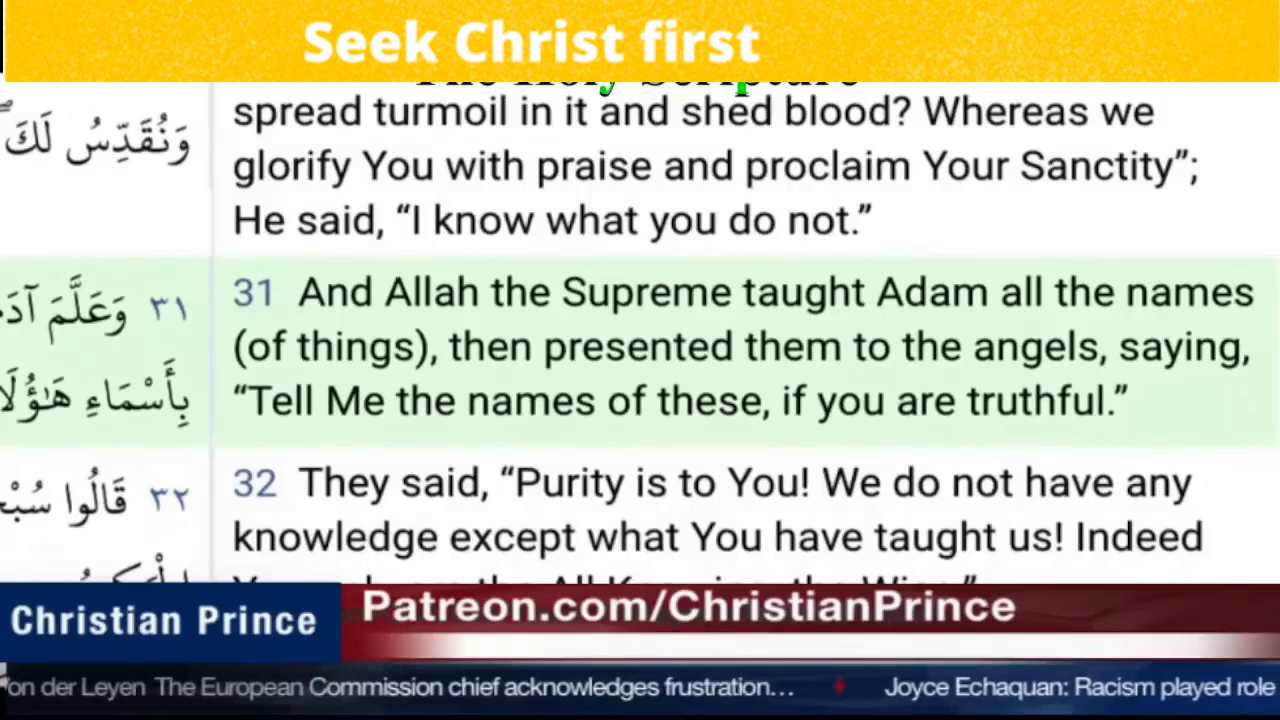 Seek Christ first
The Holy Scripture
وَنُقَدِّسُ لَكَ
spread turmoil in it and shed blood? Whereas we
glorify You with praise and proclaim Your Sanctity”;
He said, “I know what you do not.”
٣١ وَعَلَّمَ
بِأَسْمَاءِ
31 And Allah the Supreme taught Adam all the names
(of things), then presented them to the angels, saying,
“Tell Me the names of these, if you are truthful.”
٣٢ قَالُوا
32 They said, “Purity is to You! We do not have any
knowledge except what You have taught us! Indeed
Christian Prince
Patreon.com/ChristianPrince
on der Leyen The European Commission chief acknowledges frustration... Joyce Echaquan: Racism played role